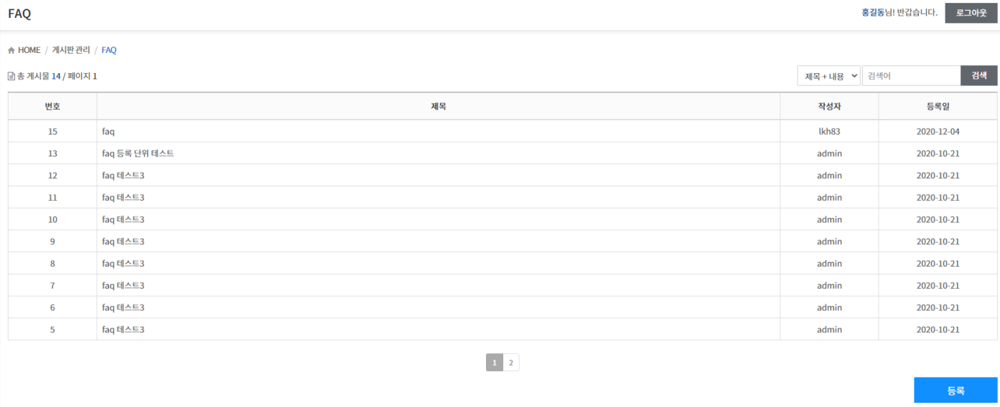 FAQ
홍길동님! 반갑습니다. 로그아웃
HOME / 게시판 관리 / FAQ
총 게시물 14 / 페이지 1 제목 + 내용 검색어 검색
번호 제목 작성자 등록일
15 faq lkh83 2020-12-04
13 faq 등록 단위 테스트 admin 2020-10-21
12 faq 테스트3 admin 2020-10-21
11 faq 테스트3 admin 2020-10-21
10 faq 테스트3 admin 2020-10-21
9 faq 테스트3 admin 2020-10-21
8 faq 테스트3 admin 2020-10-21
7 faq 테스트3 admin 2020-10-21
6 faq 테스트3 admin 2020-10-21
5 faq 테스트3 admin 2020-10-21
1 2
등록